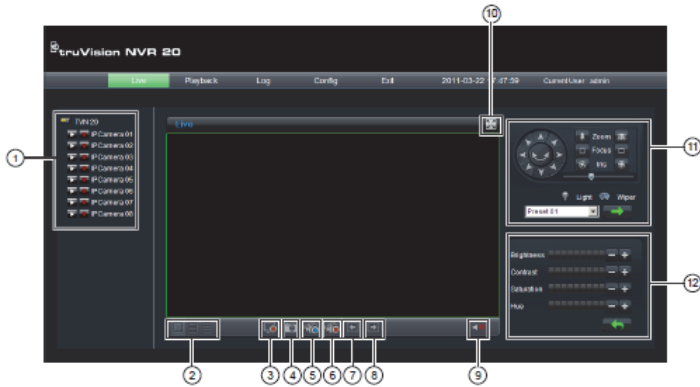 10
truVision NVR 20
Live Playback Log Config Exit 2011-03-22 17:47:59 Current User: admin
TVN 20
IP Camera 01
IP Camera 02
IP Camera 03
IP Camera 04
IP Camera 05
IP Camera 06
IP Camera 07
IP Camera 08
1
Live
Zoom
Focus
Iris
Light Wiper
Preset 01
11
Brightness
Contrast
Saturation
Hue
12
2 3 4 5 6 7 8 9